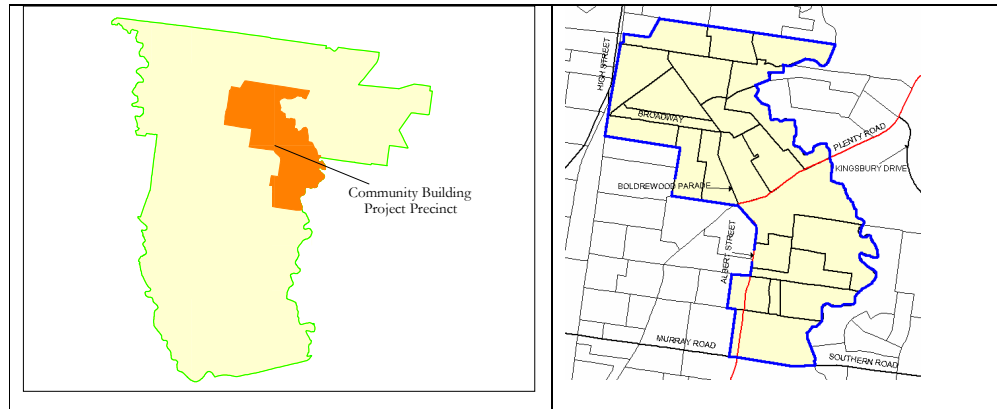 Community Building
Project Precinct
HIGH STREET
BROADWAY
PLENTY ROAD
KINGSBURY DRIVE
BOLDREWOOD PARADE
ALBERT STREET
MURRAY ROAD
SOUTHERN ROAD